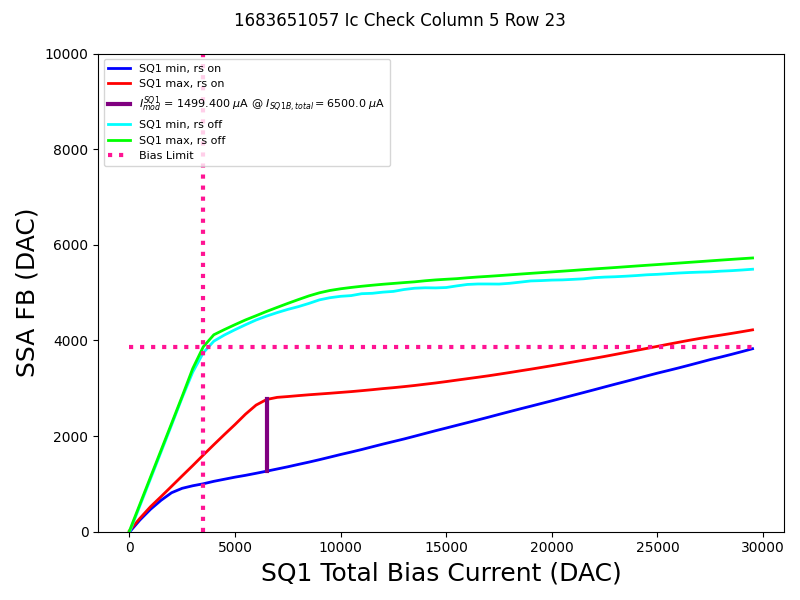 1683651057 Ic Check Column 5 Row 23
SSA FB (DAC)
10000
8000
6000
4000
2000
0
SQ1 min, rs on
SQ1 max, rs on
I_{mod}^{SQ1} = 1499.400 μA @ I_{SQ1B,total} = 6500.0 μA
SQ1 min, rs off
SQ1 max, rs off
Bias Limit
0 5000 10000 15000 20000 25000 30000
SQ1 Total Bias Current (DAC)